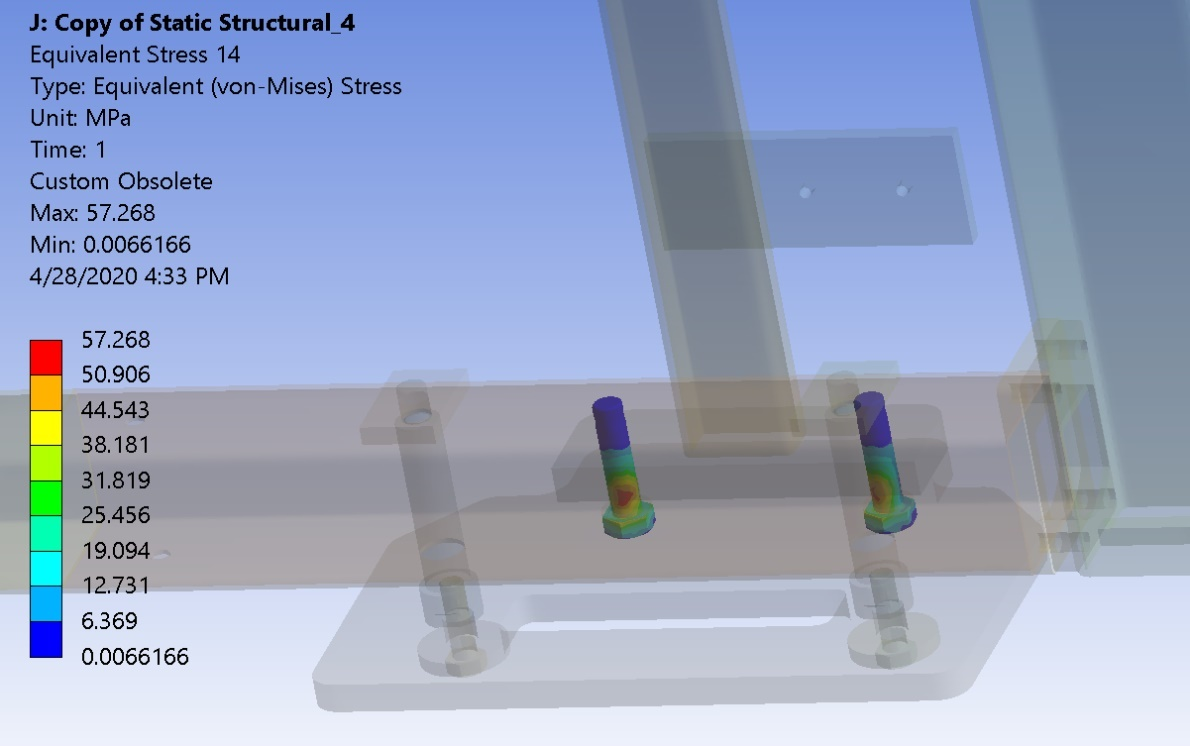 J: Copy of Static Structural_4
Equivalent Stress 14
Type: Equivalent (von-Mises) Stress
Unit: MPa
Time: 1
Custom Obsolete
Max: 57.268
Min: 0.0066166
4/28/2020 4:33 PM
57.268
50.906
44.543
38.181
31.819
25.456
19.094
12.731
6.369
0.0066166